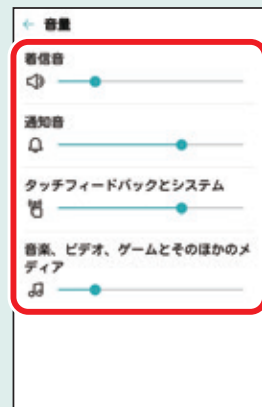 音量
着信音
通知音
タッチフィードバックとシステム
音楽、ビデオ、ゲームとそのほかのメ
ディア